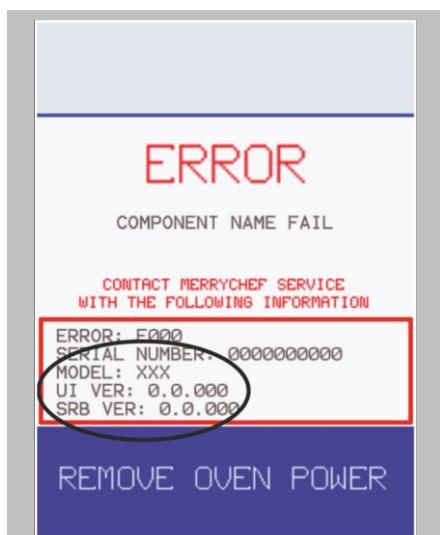 ERROR
COMPONENT NAME FAIL
CONTACT MERRYCHEF SERVICE
WITH THE FOLLOWING INFORMATION
ERROR: E000
SERIAL NUMBER: 0000000000
MODEL: XXX
UI VER: 0.0.000
SRB VER: 0.0.000
REMOVE OVEN POWER